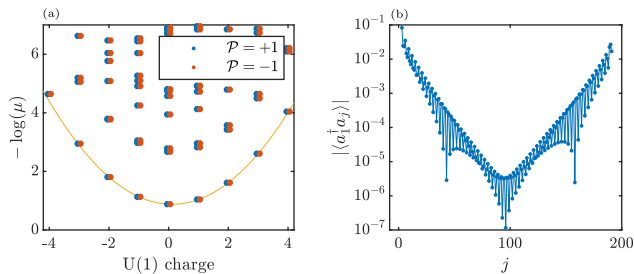 (a)
6
4
2
0
− log(μ)
-4
-2
0
2
4
U(1) charge
𝒫 = +1
𝒫 = −1
(b)
10⁻¹
10⁻²
10⁻³
10⁻⁴
10⁻⁵
10⁻⁶
10⁻⁷
|⟨a₁†aⱼ⟩|
0
100
200
j